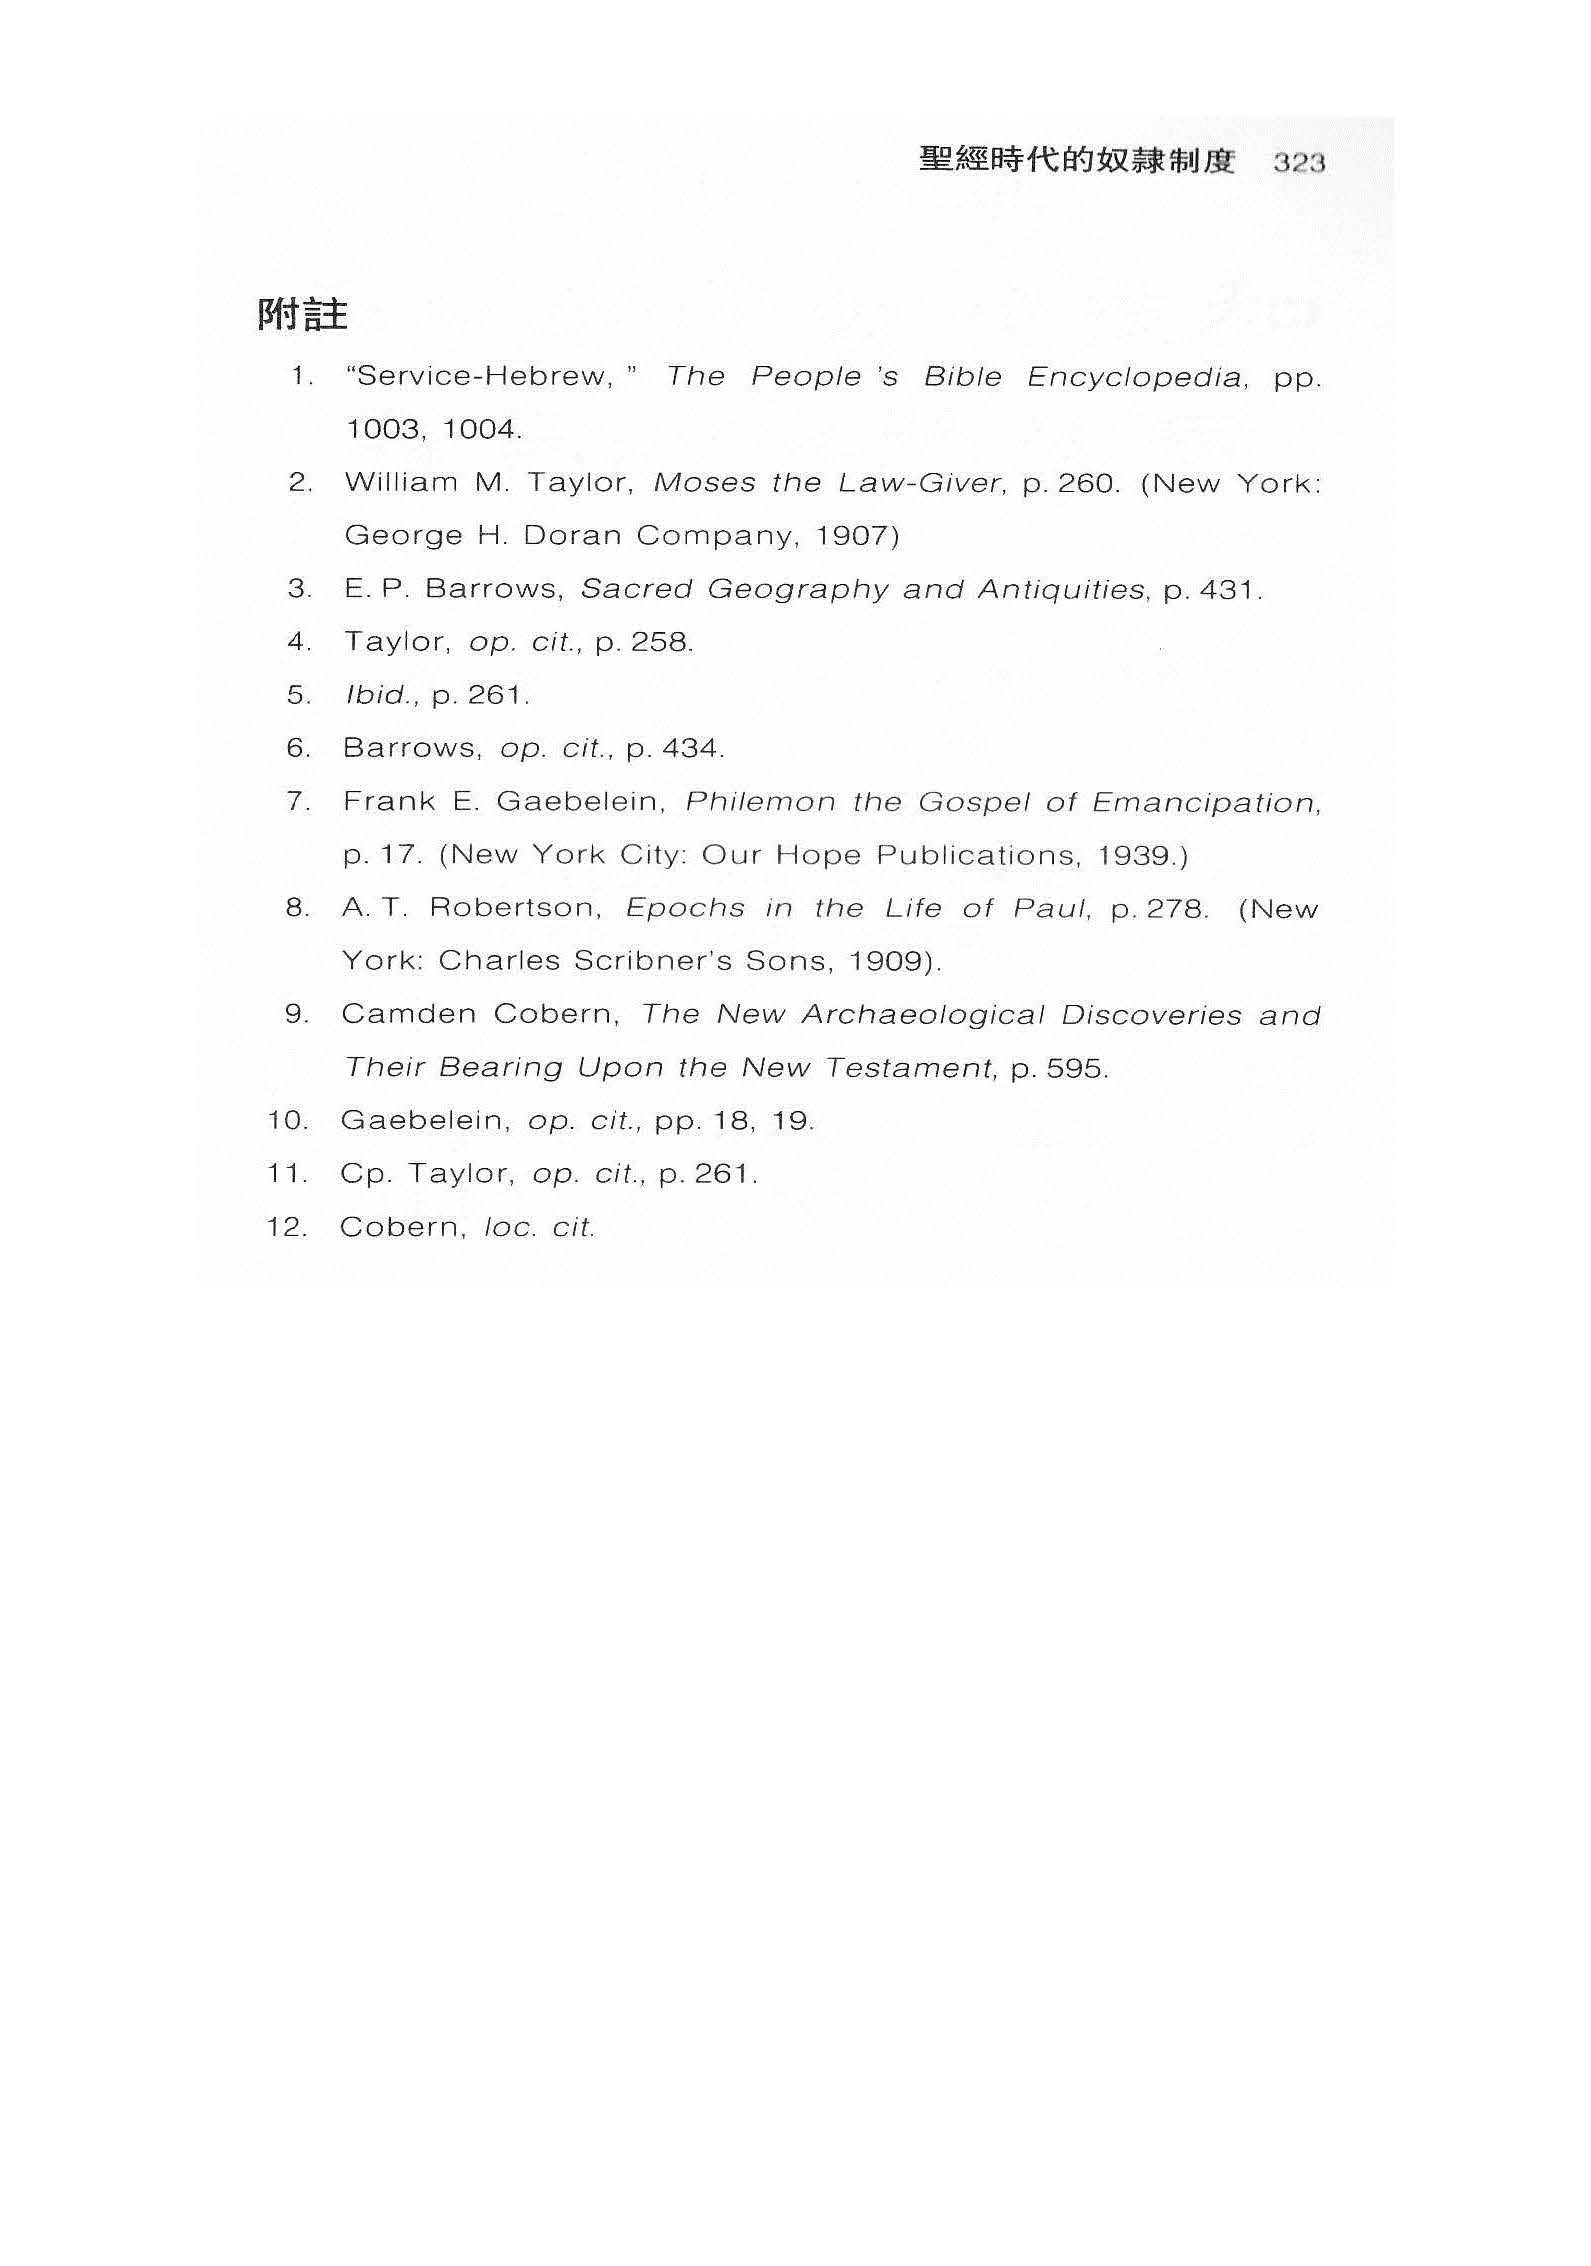 聖經時代的奴隸制度 323
附註
1. “Service-Hebrew, ” The People 's Bible Encyclopedia, pp.
1003, 1004.
2. William M. Taylor, Moses the Law-Giver, p. 260. (New York:
George H. Doran Company, 1907)
3. E. P. Barrows, Sacred Geography and Antiquities, p. 431.
4. Taylor, op. cit., p. 258.
5. Ibid., p. 261.
6. Barrows, op. cit., p. 434.
7. Frank E. Gaebelein, Philemon the Gospel of Emancipation,
p. 17. (New York City: Our Hope Publications, 1939.)
8. A. T. Robertson, Epochs in the Life of Paul, p. 278. (New
York: Charles Scribner's Sons, 1909).
9. Camden Cobern, The New Archaeological Discoveries and
Their Bearing Upon the New Testament, p. 595.
10. Gaebelein, op. cit., pp. 18, 19.
11. Cp. Taylor, op. cit., p. 261.
12. Cobern, loc. cit.